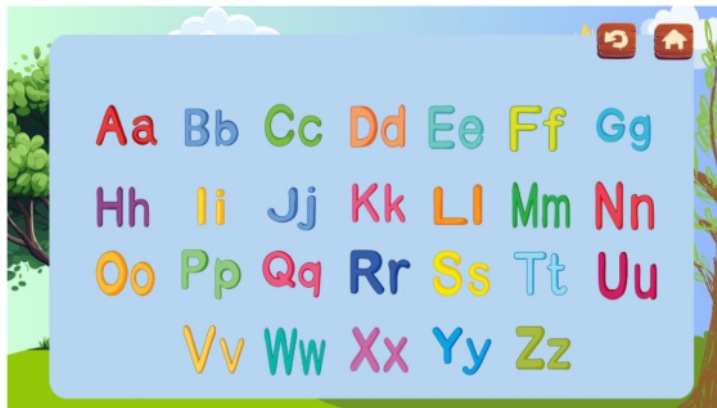 Aa Bb Cc Dd Ee Ff Gg
Hh Ii Jj Kk Ll Mm Nn
Oo Pp Qq Rr Ss Tt Uu
Vv Ww Xx Yy Zz